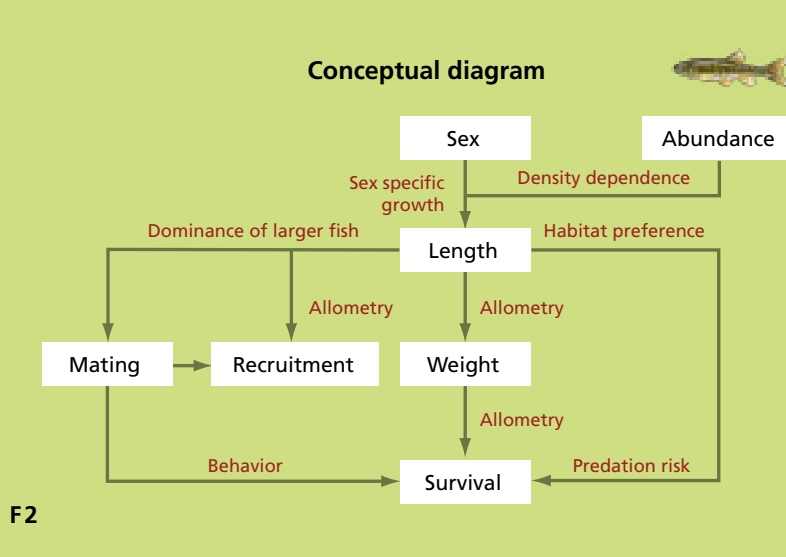 Conceptual diagram
Sex
Abundance
Sex specific
growth
Density dependence
Dominance of larger fish
Length
Habitat preference
Allometry
Allometry
Mating
Recruitment
Weight
Allometry
Behavior
Survival
Predation risk
F2